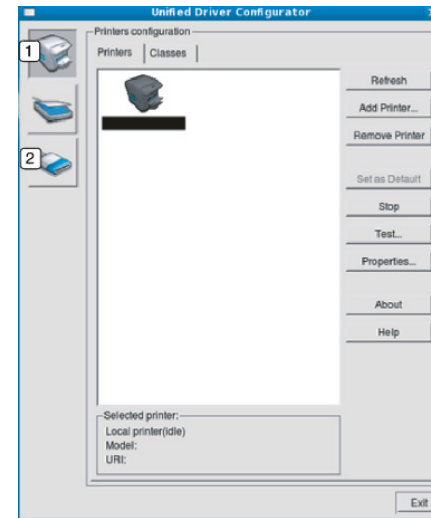 Unified Driver Configurator
Printers configuration
Printers Classes
1
2
Refresh
Add Printer...
Remove Printer
Set as Default
Stop
Test...
Properties...
About
Help
Selected printer:
Local printer(idle)
Model:
URI:
Exit